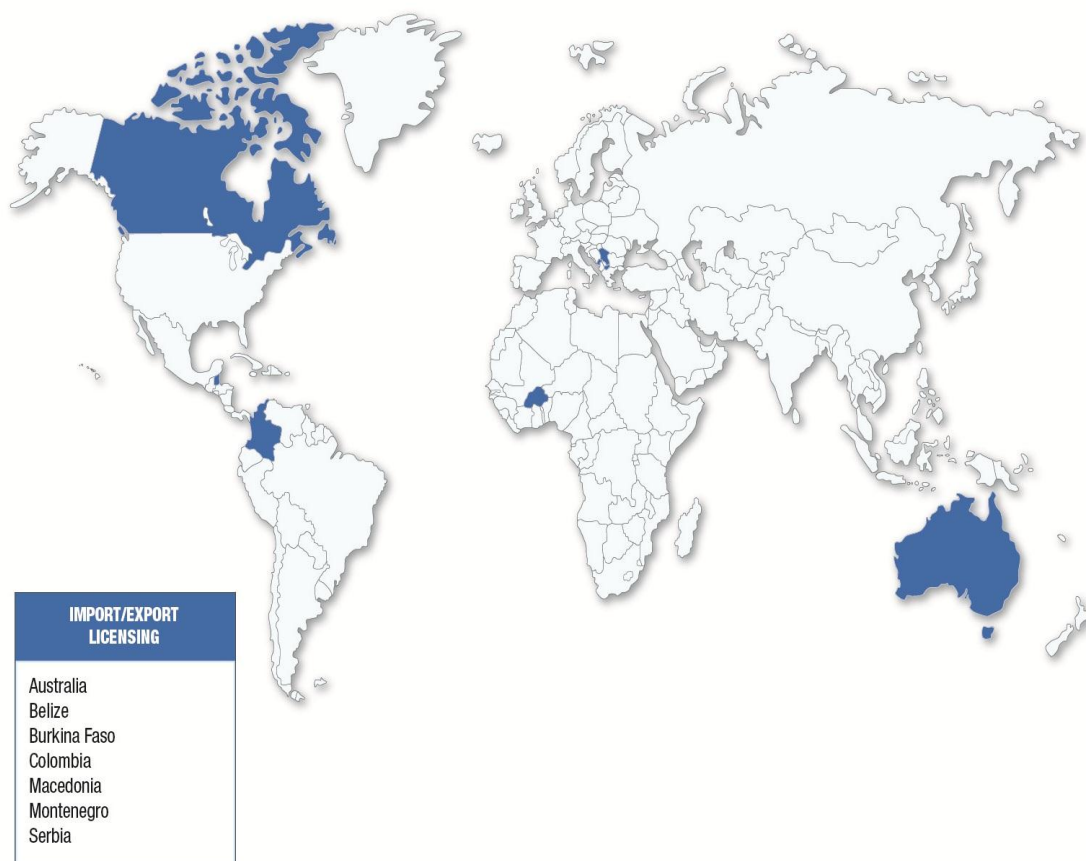 IMPORT/EXPORT
LICENSING
Australia
Belize
Burkina Faso
Colombia
Macedonia
Montenegro
Serbia